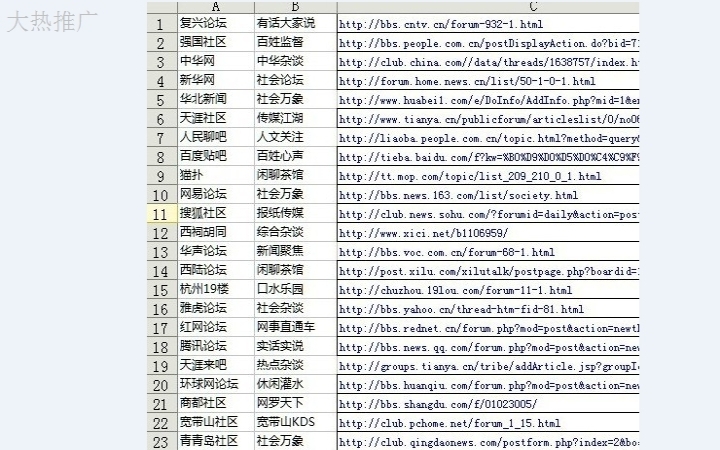 大热推广
A B C
1 复兴论坛 有话大家说 http://bbs.cntv.cn/forum-932-1.html
2 强国社区 百姓监督 http://bbs.people.com.cn/postDisplayAction.do?bid=7
3 中华网 中华杂谈 http://club.china.com//data/threads/1638757/index.h
4 新华网 社会论坛 http://forum.home.news.cn/list/50-1-0-1.html
5 华北新闻 社会万象 http://www.huabei1.com/e/DoInfo/AddInfo.php?mid=1&e
6 天涯社区 传媒江湖 http://www.tianya.cn/publicforum/articleslist/0/no0
7 人民聊吧 人文关注 http://liaoba.people.com.cn/topic.html?method=query&
8 百度贴吧 百姓心声 http://tieba.baidu.com/f?kw=%B0%D9%D0%D5%D0%C4%C9%F9
9 猫扑 闲聊茶馆 http://tt.mop.com/topic/list_209_210_0_1.html
10 网易论坛 社会万象 http://bbs.news.163.com/list/society.html
11 搜狐社区 报纸传媒 http://club.news.sohu.com/?forumid=daily&action=post
12 西祠胡同 综合杂谈 http://www.xici.net/b1106959/
13 华声论坛 新闻聚焦 http://bbs.voc.com.cn/forum-68-1.html
14 西陆论坛 闲聊茶馆 http://post.xilu.com/xilutalk/postpage.php?boardid=
15 杭州19楼 口水乐园 http://chuzhou.19lou.com/forum-11-1.html
16 雅虎论坛 社会杂谈 http://bbs.yahoo.cn/thread-htm-fid-81.html
17 红网论坛 网事直通车 http://bbs.rednet.cn/forum.php?mod=post&action=newt
18 腾讯论坛 实话实说 http://bbs.news.qq.com/forum.php?mod=post&action=new
19 天涯来吧 热点杂谈 http://groups.tianya.cn/tribe/addArticle.jsp?groupI
20 环球网论坛 休闲灌水 http://bbs.huanqiu.com/forum.php?mod=post&action=new
21 商都社区 网罗天下 http://bbs.shangdu.com/f/01023005/
22 宽带山社区 宽带山KDS http://club.pchome.net/forum_1_15.html
23 青青岛社区 社会万象 http://club.qingdaonews.com/postform.php?index=2&bo